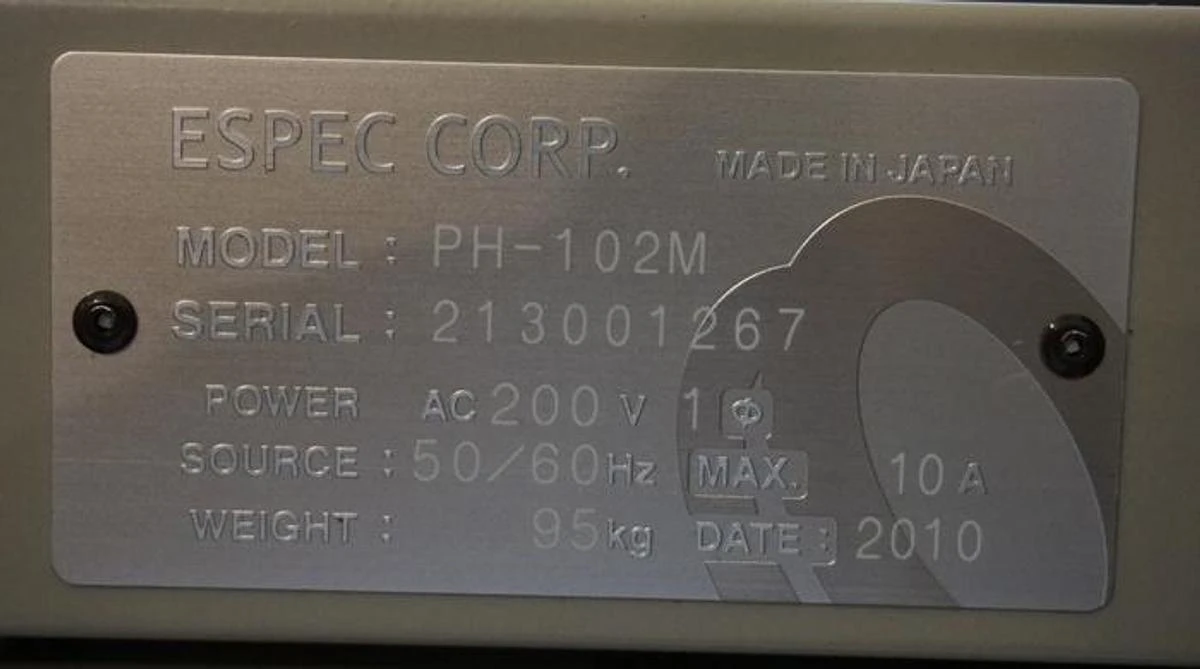 ESPEC CORP. MADE IN JAPAN
MODEL : PH-102M
SERIAL : 213001267
POWER AC 200 V 1 Φ
SOURCE : 50/60Hz MAX. 10 A
WEIGHT : 95kg DATE : 2010